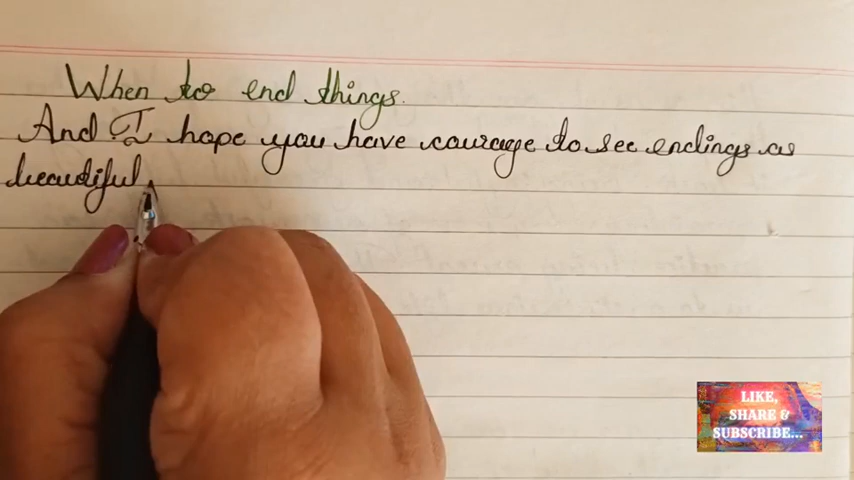 When to end things.
And I hope you have courage to see endings as
beautiful
LIKE,
SHARE &
SUBSCRIBE...